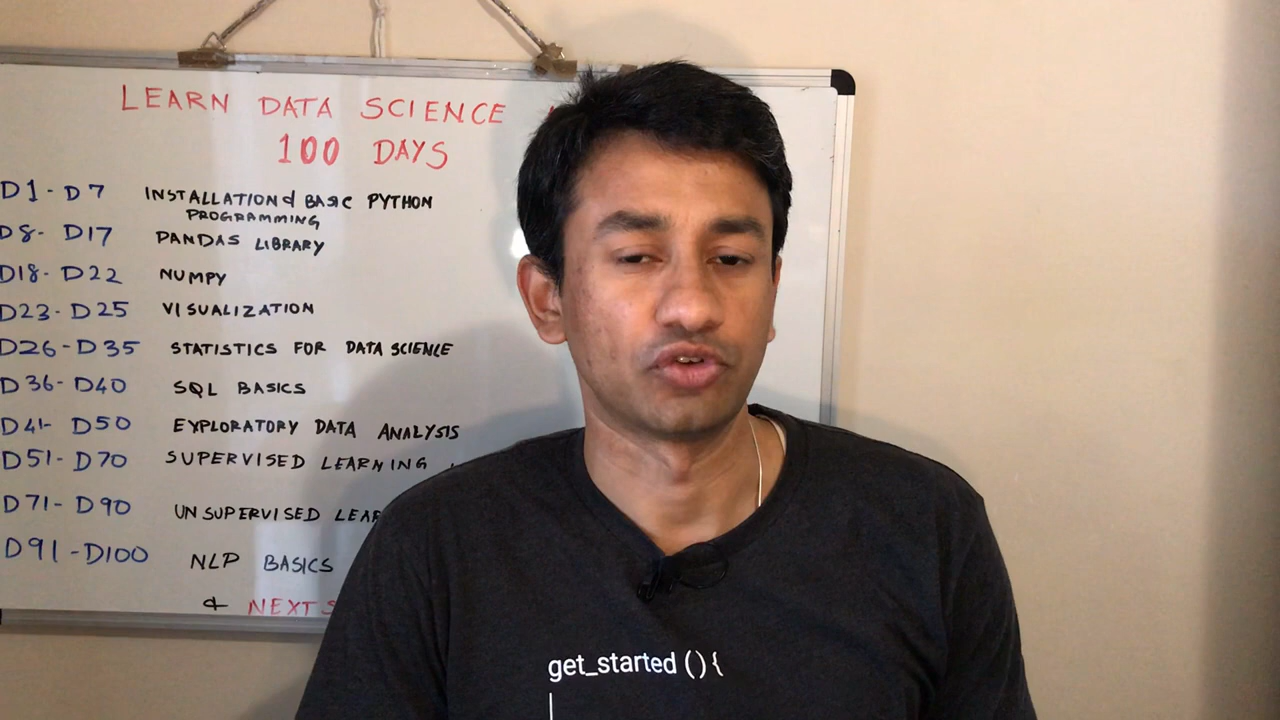 LEARN DATA SCIENCE
100 DAYS
D1 - D7 INSTALLATION & BASIC PYTHON
PROGRAMMING
D8 - D17 PANDAS LIBRARY
D18 - D22 NUMPY
D23 - D25 VISUALIZATION
D26 - D35 STATISTICS FOR DATA SCIENCE
D36 - D40 SQL BASICS
D41 - D50 EXPLORATORY DATA ANALYSIS
D51 - D70 SUPERVISED LEARNING
D71 - D90 UNSUPERVISED
D91 - D100 NLP BASICS
& NEXT
get_started () {